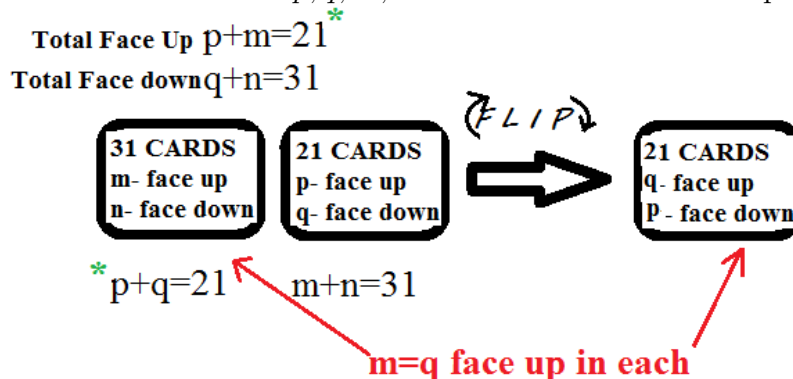 p, q,
Total Face Up p+m=21*
Total Face down q+n=31
31 CARDS
m- face up
n- face down
21 CARDS
p- face up
q- face down
FLIP
21 CARDS
q- face up
p - face down
*p+q=21
m+n=31
m=q face up in each